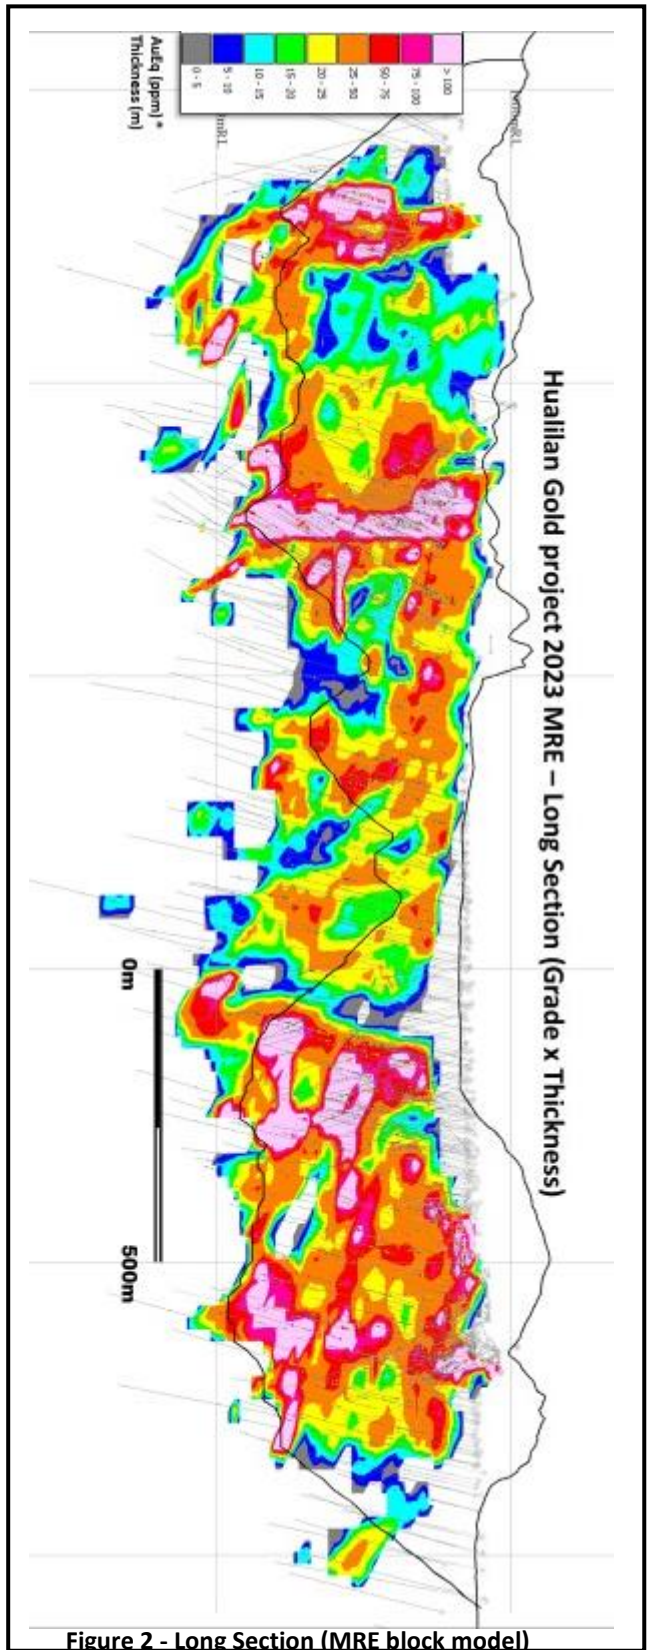 Hualilan Gold project 2023 MRE – Long Section (Grade x Thickness)
AuEq (ppm) *
Thickness (m)
0 - 5
5 - 10
10 - 15
15 - 20
20 - 25
25 - 50
50 - 75
75 - 100
> 100
0m
500m
Figure 2 - Long Section (MRE block model)